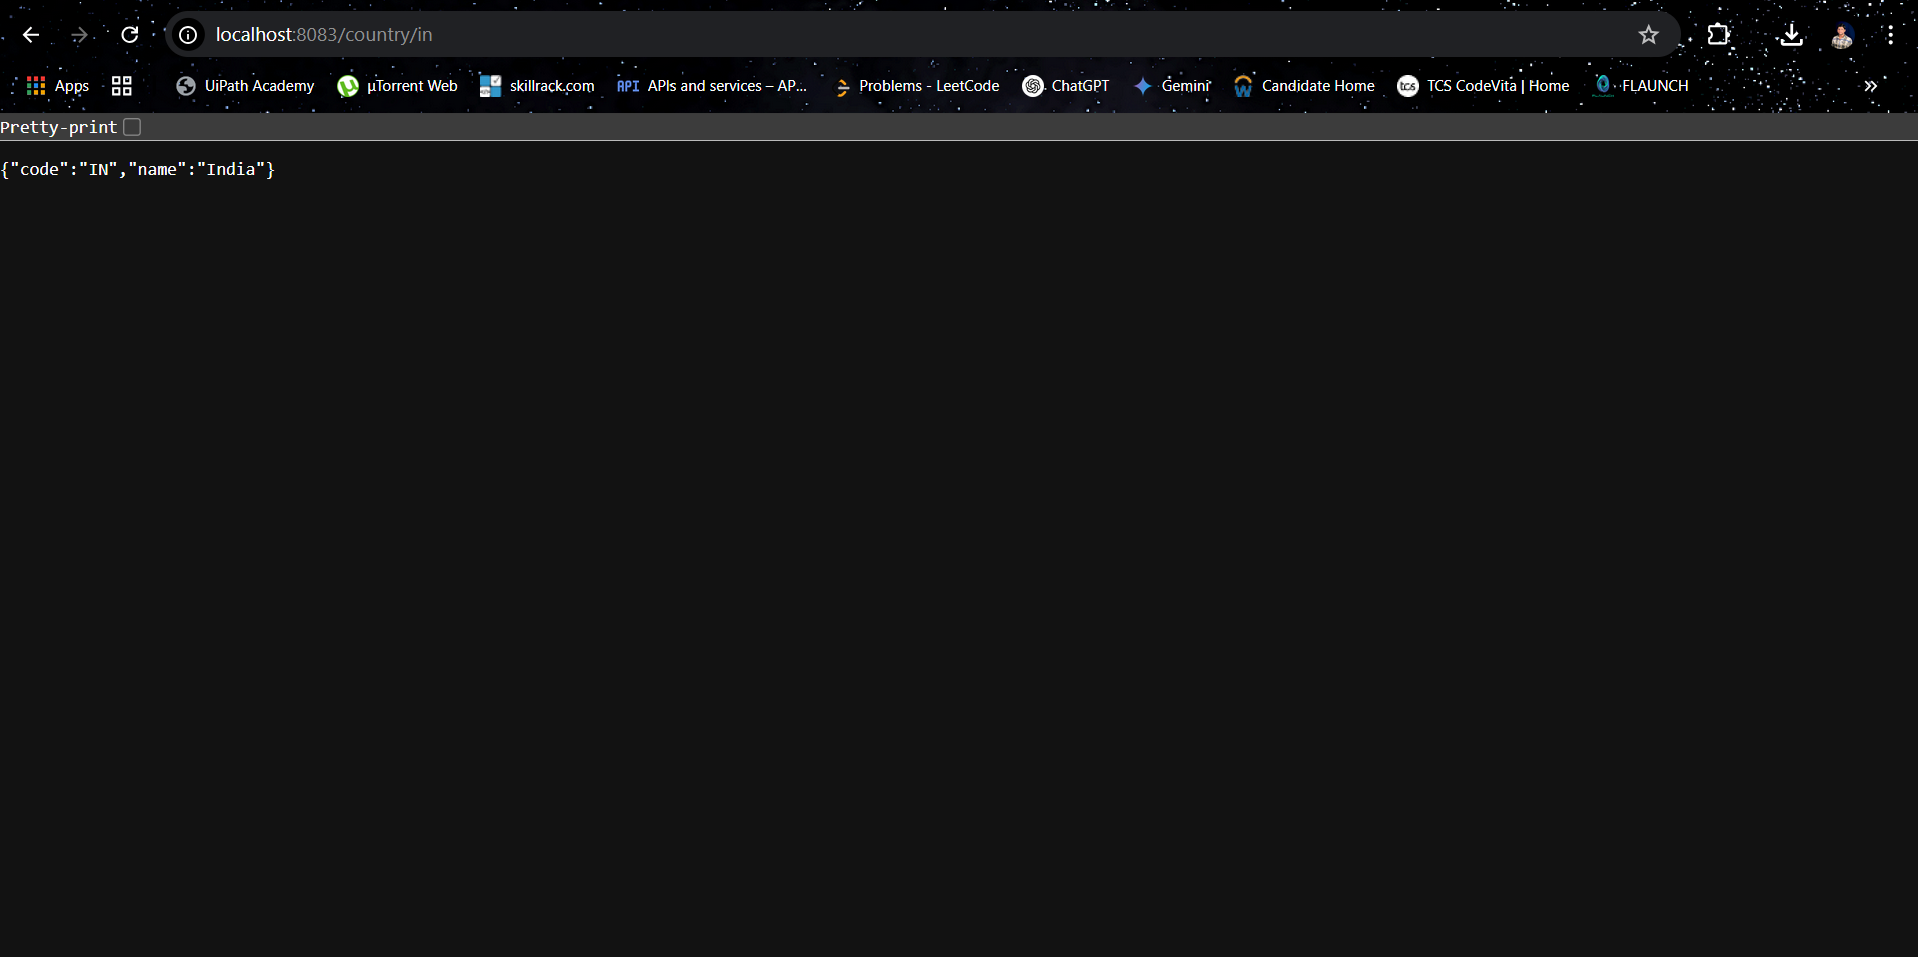 localhost:8083/country/in
Apps UiPath Academy µTorrent Web skillrack.com API APIs and services – AP... Problems - LeetCode ChatGPT Gemini Candidate Home tcs TCS CodeVita | Home FLAUNCH
Pretty-print
{"code":"IN","name":"India"}